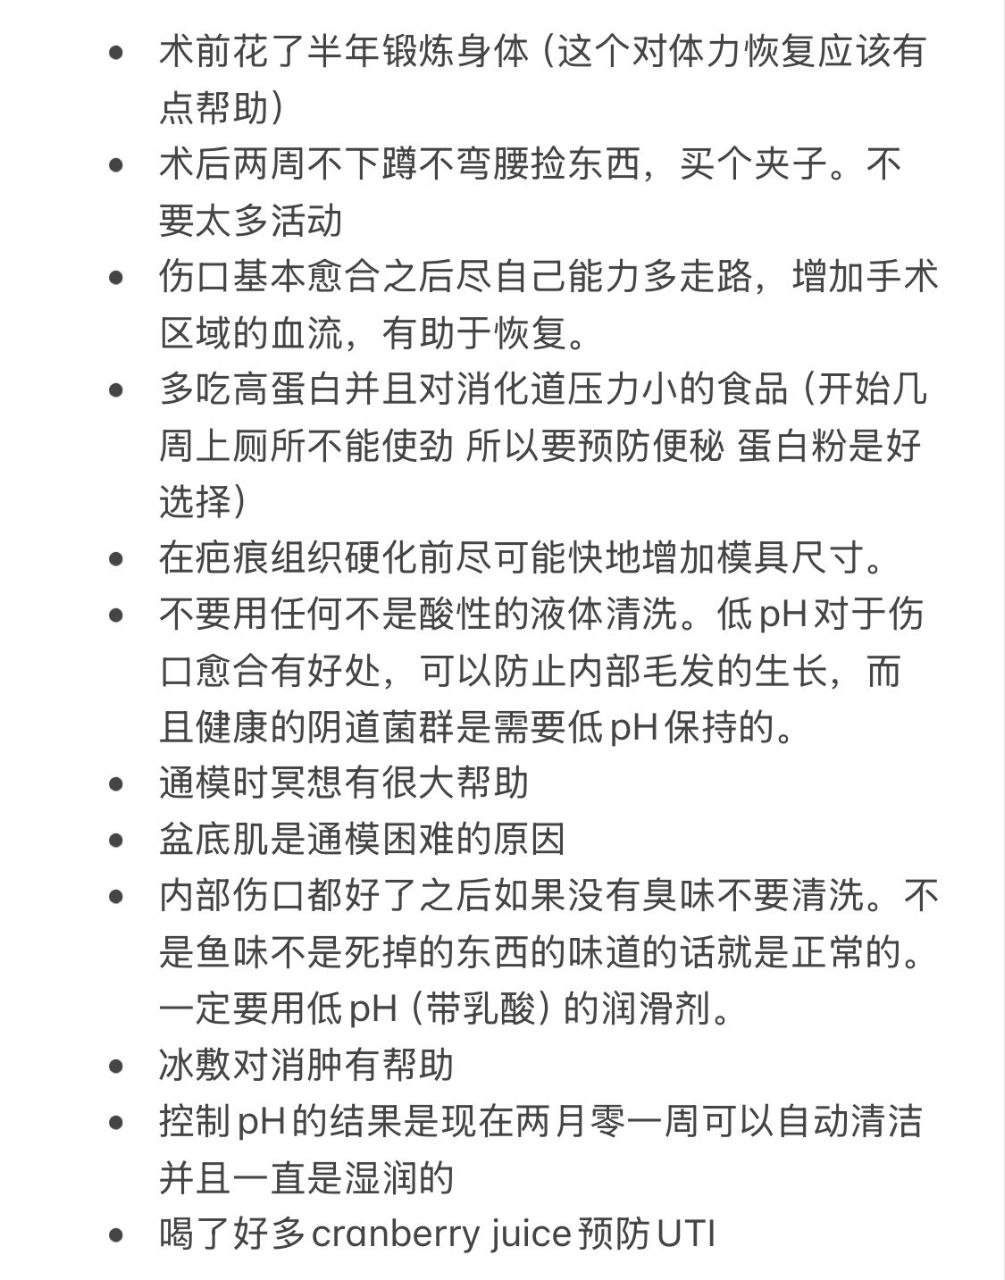 • 术前花了半年锻炼身体（这个对体力恢复应该有
点帮助）
• 术后两周不下蹲不弯腰捡东西，买个夹子。不
要太多活动
• 伤口基本愈合之后尽自己能力多走路，增加手术
区域的血流，有助于恢复。
• 多吃高蛋白并且对消化道压力小的食品（开始几
周上厕所不能使劲 所以要预防便秘 蛋白粉是好
选择）
• 在疤痕组织硬化前尽可能快地增加模具尺寸。
• 不要用任何不是酸性的液体清洗。低pH对于伤
口愈合有好处，可以防止内部毛发的生长，而
且健康的阴道菌群是需要低pH保持的。
• 通模时冥想有很大帮助
• 盆底肌是通模困难的原因
• 内部伤口都好了之后如果没有臭味不要清洗。不
是鱼味不是死掉的东西的味道的话就是正常的。
一定要用低pH（带乳酸）的润滑剂。
• 冰敷对消肿有帮助
• 控制pH的结果是现在两月零一周可以自动清洁
并且一直是湿润的
• 喝了好多cranberry juice预防UTI